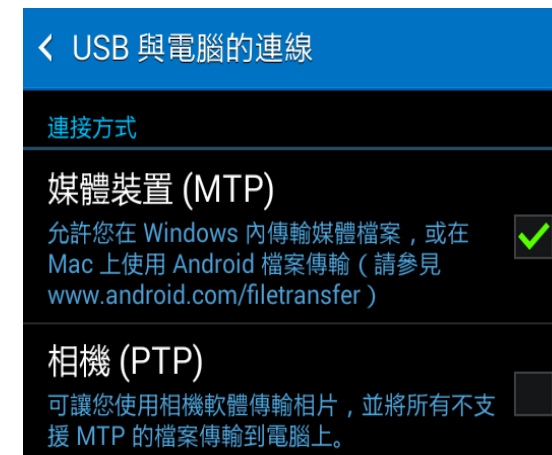 USB 與電腦的連線
連接方式
媒體裝置 (MTP)
允許您在 Windows 內傳輸媒體檔案，或在
Mac 上使用 Android 檔案傳輸（請參見
www.android.com/filetransfer）
相機 (PTP)
可讓您使用相機軟體傳輸相片，並將所有不支
援 MTP 的檔案傳輸到電腦上。